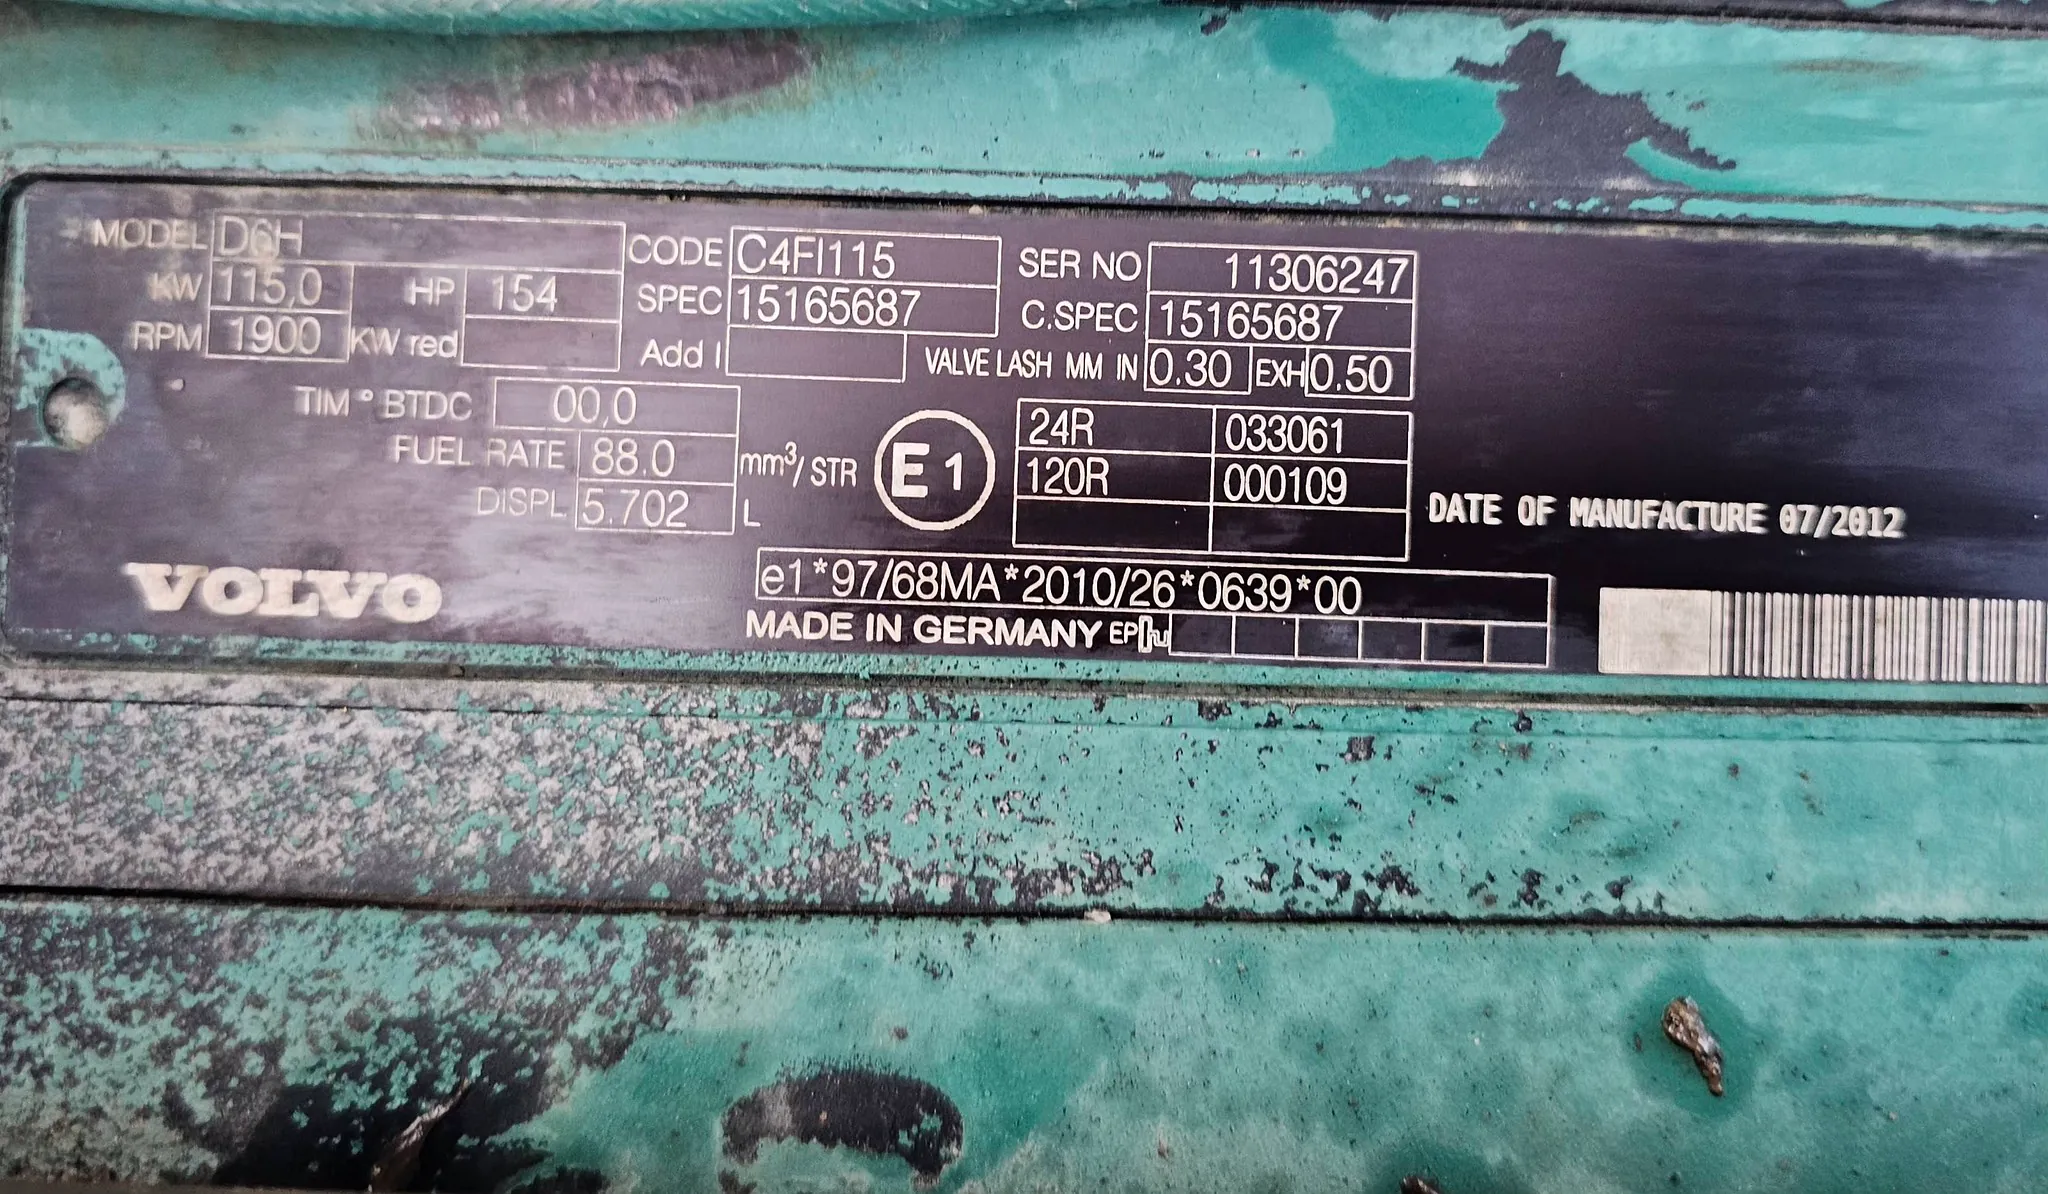 MODEL D6H CODE C4FI115 SER NO 11306247
KW 115,0 HP 154 SPEC 15165687 C.SPEC 15165687
RPM 1900 KW red Add I VALVE LASH MM IN 0.30 EXH 0.50
TIM ° BTDC 00,0
FUEL RATE 88.0 mm³/STR
DISPL 5.702 L
E1
24R 033061
120R 000109
DATE OF MANUFACTURE 07/2012
VOLVO
e1*97/68MA*2010/26*0639*00
MADE IN GERMANY EP